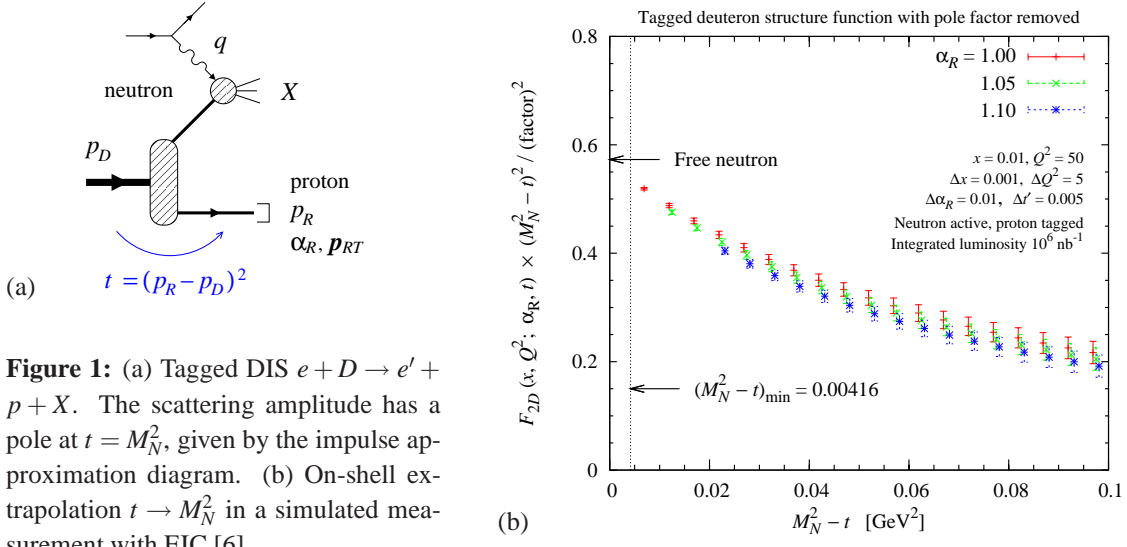 q
neutron
X
p_D
proton
p_R
α_R, p_RT
t = (p_R − p_D)^2
(a)
Figure 1: (a) Tagged DIS e + D → e′ +
p + X. The scattering amplitude has a
pole at t = M_N^2, given by the impulse ap-
proximation diagram. (b) On-shell ex-
trapolation t → M_N^2 in a simulated mea-
surement with EIC [6]
Tagged deuteron structure function with pole factor removed
F_2D (x, Q^2; α_R, t) × (M_N^2 − t)^2 / (factor)^2
0.8
0.6
0.4
0.2
0
α_R = 1.00
1.05
1.10
Free neutron
x = 0.01, Q^2 = 50
Δx = 0.001, ΔQ^2 = 5
Δα_R = 0.01, Δt′ = 0.005
Neutron active, proton tagged
Integrated luminosity 10^6 nb^-1
(M_N^2 − t)_min = 0.00416
0 0.02 0.04 0.06 0.08 0.1
M_N^2 − t [GeV^2]
(b)